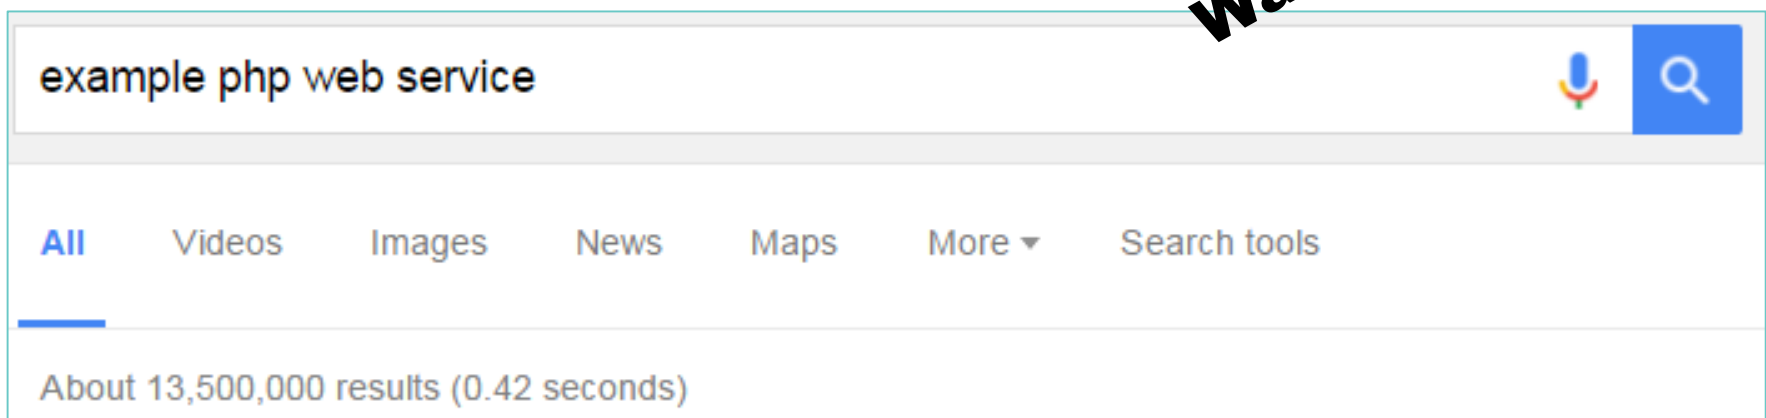 example php web service
All Videos Images News Maps More Search tools
About 13,500,000 results (0.42 seconds)